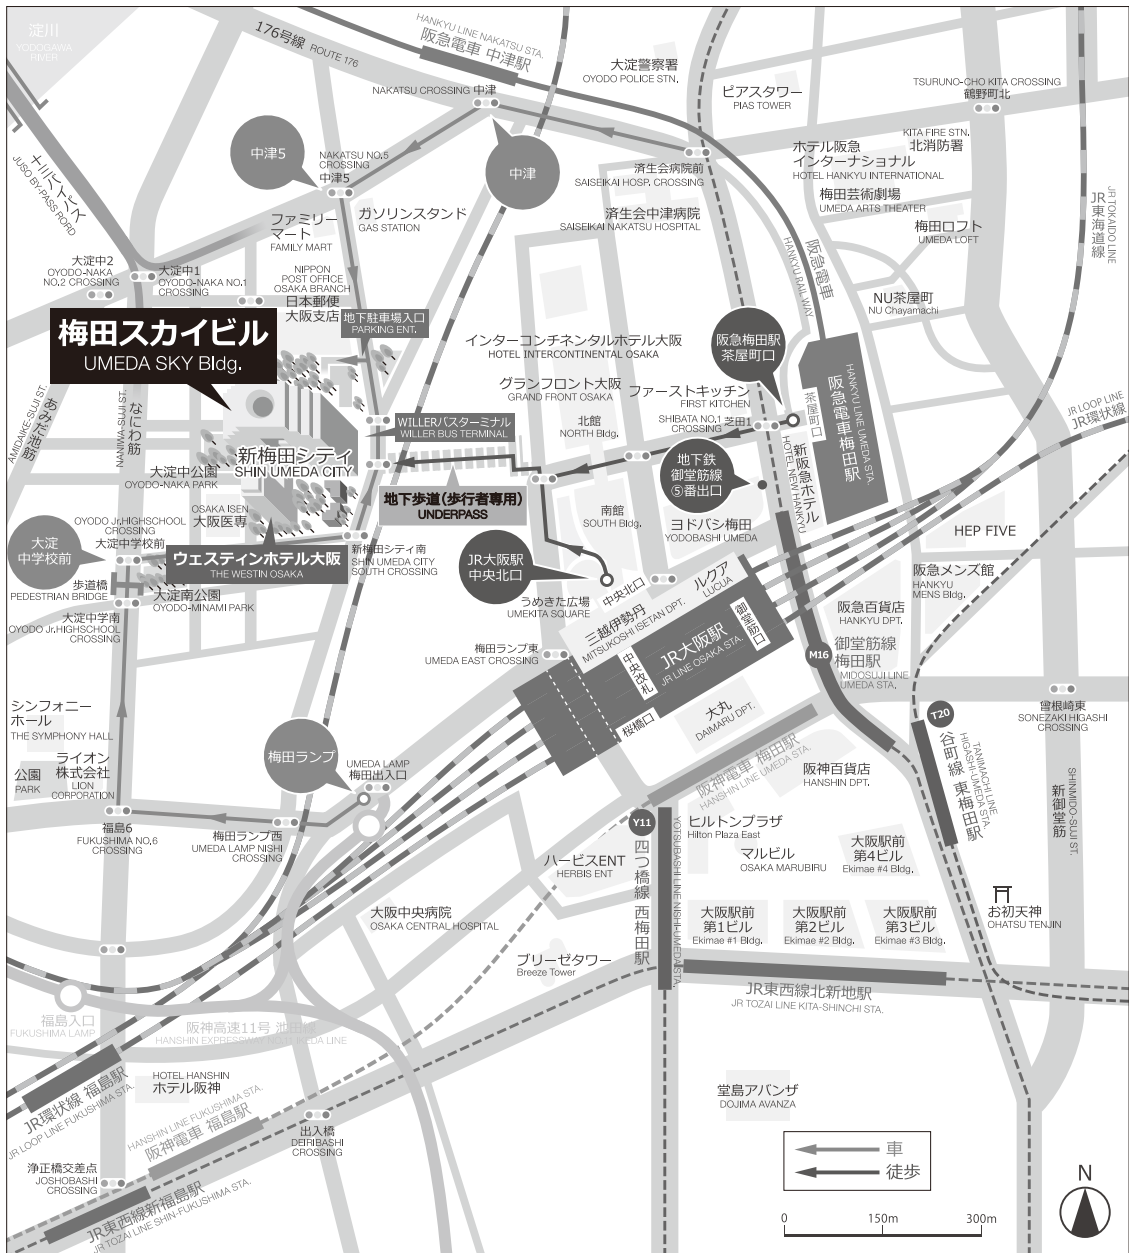 淀川
YODOGAWA
RIVER
176号線 ROUTE 176
HANKYU LINE NAKATSU STA.
阪急電車 中津駅
大淀警察署
OYODO POLICE STN.
ピアスタワー
PIAS TOWER
TSURUNO-CHO KITA CROSSING
鶴野町北
NAKATSU CROSSING 中津
KITA FIRE STN.
北消防署
中津5
NAKATSU NO.5
CROSSING
中津5
中津
済生会病院前
SAISEIKAI HOSP. CROSSING
ホテル阪急
インターナショナル
HOTEL HANKYU INTERNATIONAL
十三バイパス
JUSO BY-PASS RORD
梅田芸術劇場
UMEDA ARTS THEATER
JR東海道線
JR TOKAIDO LINE
ファミリー
マート
FAMILY MART
ガソリンスタンド
GAS STATION
済生会中津病院
SAISEIKAI NAKATSU HOSPITAL
梅田ロフト
UMEDA LOFT
阪急電車
HANKYU RAIL WAY
大淀中2
OYODO-NAKA
NO.2 CROSSING
大淀中1
OYODO-NAKA NO.1
CROSSING
NIPPON
POST OFFICE
OSAKA BRANCH
日本郵便
大阪支店
NU茶屋町
NU Chayamachi
地下駐車場入口
PARKING ENT.
梅田スカイビル
UMEDA SKY Bldg.
インターコンチネンタルホテル大阪
HOTEL INTERCONTINENTAL OSAKA
阪急梅田駅
茶屋町口
グランフロント大阪
GRAND FRONT OSAKA
ファーストキッチン
FIRST KITCHEN
茶屋町口
阪急電車梅田駅
HANKYU LINE UMEDA STA.
JR LOOP LINE
JR環状線
あみだ池筋
AMIDAIKE-SUJI ST.
なにわ筋
NANIWA-SUJI ST.
WILLERバスターミナル
WILLER BUS TERMINAL
北館
NORTH Bldg.
SHIBATA NO.1
CROSSING
芝田1
新梅田シティ
SHIN UMEDA CITY
大淀中公園
OYODO-NAKA PARK
地下鉄
御堂筋線
⑤番出口
新阪急ホテル
HOTEL NEW HANKYU
地下歩道(歩行者専用)
UNDERPASS
OSAKA ISEN
大阪医専
南館
SOUTH Bldg.
ヨドバシ梅田
YODOBASHI UMEDA
HEP FIVE
OYODO Jr.HIGHSCHOOL
CROSSING
大淀中学校前
大淀
中学校前
ウェスティンホテル大阪
THE WESTIN OSAKA
新梅田シティ南
SHIN UMEDA CITY
SOUTH CROSSING
JR大阪駅
中央北口
中央北口
ルクア
LUCUA
阪急メンズ館
HANKYU
MENS Bldg.
歩道橋
PEDESTRIAN BRIDGE
大淀南公園
OYODO-MINAMI PARK
うめきた広場
UMEKITA SQUARE
三越伊勢丹
MITSUKOSHI ISETAN DPT.
阪急百貨店
HANKYU DPT.
大淀中学南
OYODO Jr.HIGHSCHOOL
CROSSING
梅田ランプ東
UMEDA EAST CROSSING
JR大阪駅
JR LINE OSAKA STA.
御堂筋口
中央改札
桜橋口
M16
御堂筋線
梅田駅
MIDOSUJI LINE
UMEDA STA.
シンフォニー
ホール
THE SYMPHONY HALL
大丸
DAIMARU DPT.
T20
曾根崎東
SONEZAKI HIGASHI
CROSSING
公園
PARK
ライオン
株式会社
LION
CORPORATION
梅田ランプ
UMEDA LAMP
梅田出入口
阪神電車 梅田駅
HANSHIN LINE UMEDA STA.
阪神百貨店
HANSHIN DPT.
谷町線 東梅田駅
TANIMACHI LINE
HIGASHI-UMEDA STA.
新御堂筋
SHINMIDO-SUJI ST.
福島6
FUKUSHIMA NO.6
CROSSING
梅田ランプ西
UMEDA LAMP NISHI
CROSSING
Y11
四つ橋線 西梅田駅
YOTSUBASHI LINE NISHI-UMEDA STA.
ヒルトンプラザ
Hilton Plaza East
マルビル
OSAKA MARUBIRU
大阪駅前
第4ビル
Ekimae #4 Bldg.
ハービスENT
HERBIS ENT
大阪中央病院
OSAKA CENTRAL HOSPITAL
大阪駅前
第1ビル
Ekimae #1 Bldg.
大阪駅前
第2ビル
Ekimae #2 Bldg.
大阪駅前
第3ビル
Ekimae #3 Bldg.
お初天神
OHATSU TENJIN
ブリーゼタワー
Breeze Tower
JR東西線北新地駅
JR TOZAI LINE KITA-SHINCHI STA.
福島入口
FUKUSHIMA LAMP
阪神高速11号 池田線
HANSHIN EXPRESSWAY NO.11 IKEDA LINE
HOTEL HANSHIN
ホテル阪神
JR環状線 福島駅
JR LOOP LINE FUKUSHIMA STA.
HANSHIN LINE FUKUSHIMA STA.
阪神電車 福島駅
出入橋
DEIRIBASHI
CROSSING
堂島アバンザ
DOJIMA AVANZA
浄正橋交差点
JOSHOBASHI
CROSSING
JR東西線新福島駅
JR TOZAI LINE SHIN-FUKUSHIMA STA.
車
徒歩
N
0 150m 300m